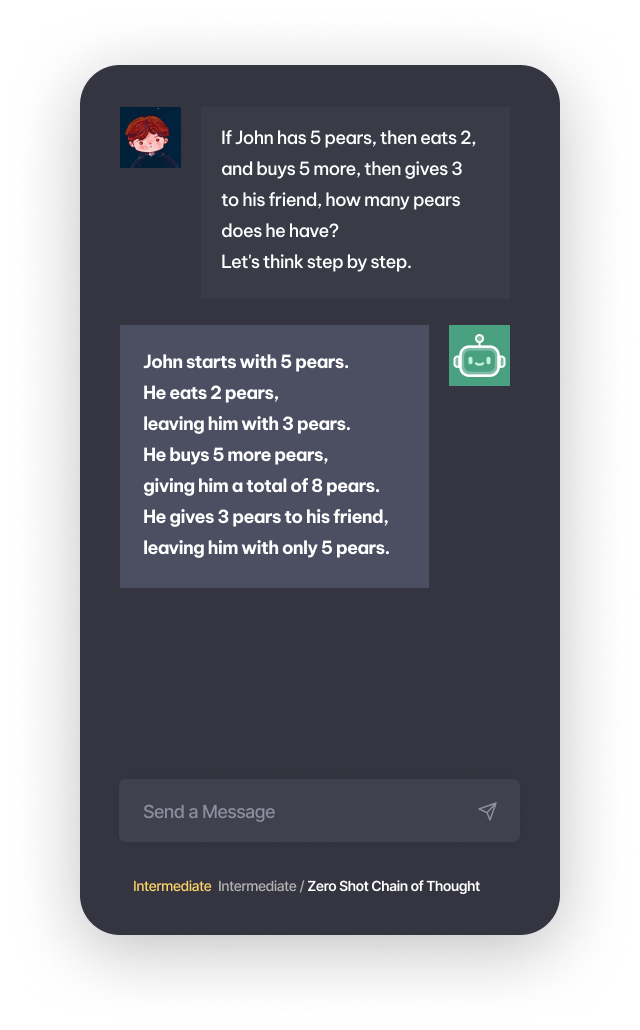 If John has 5 pears, then eats 2,
and buys 5 more, then gives 3
to his friend, how many pears
does he have?
Let's think step by step.
John starts with 5 pears.
He eats 2 pears,
leaving him with 3 pears.
He buys 5 more pears,
giving him a total of 8 pears.
He gives 3 pears to his friend,
leaving him with only 5 pears.
Send a Message
Intermediate Intermediate / Zero Shot Chain of Thought